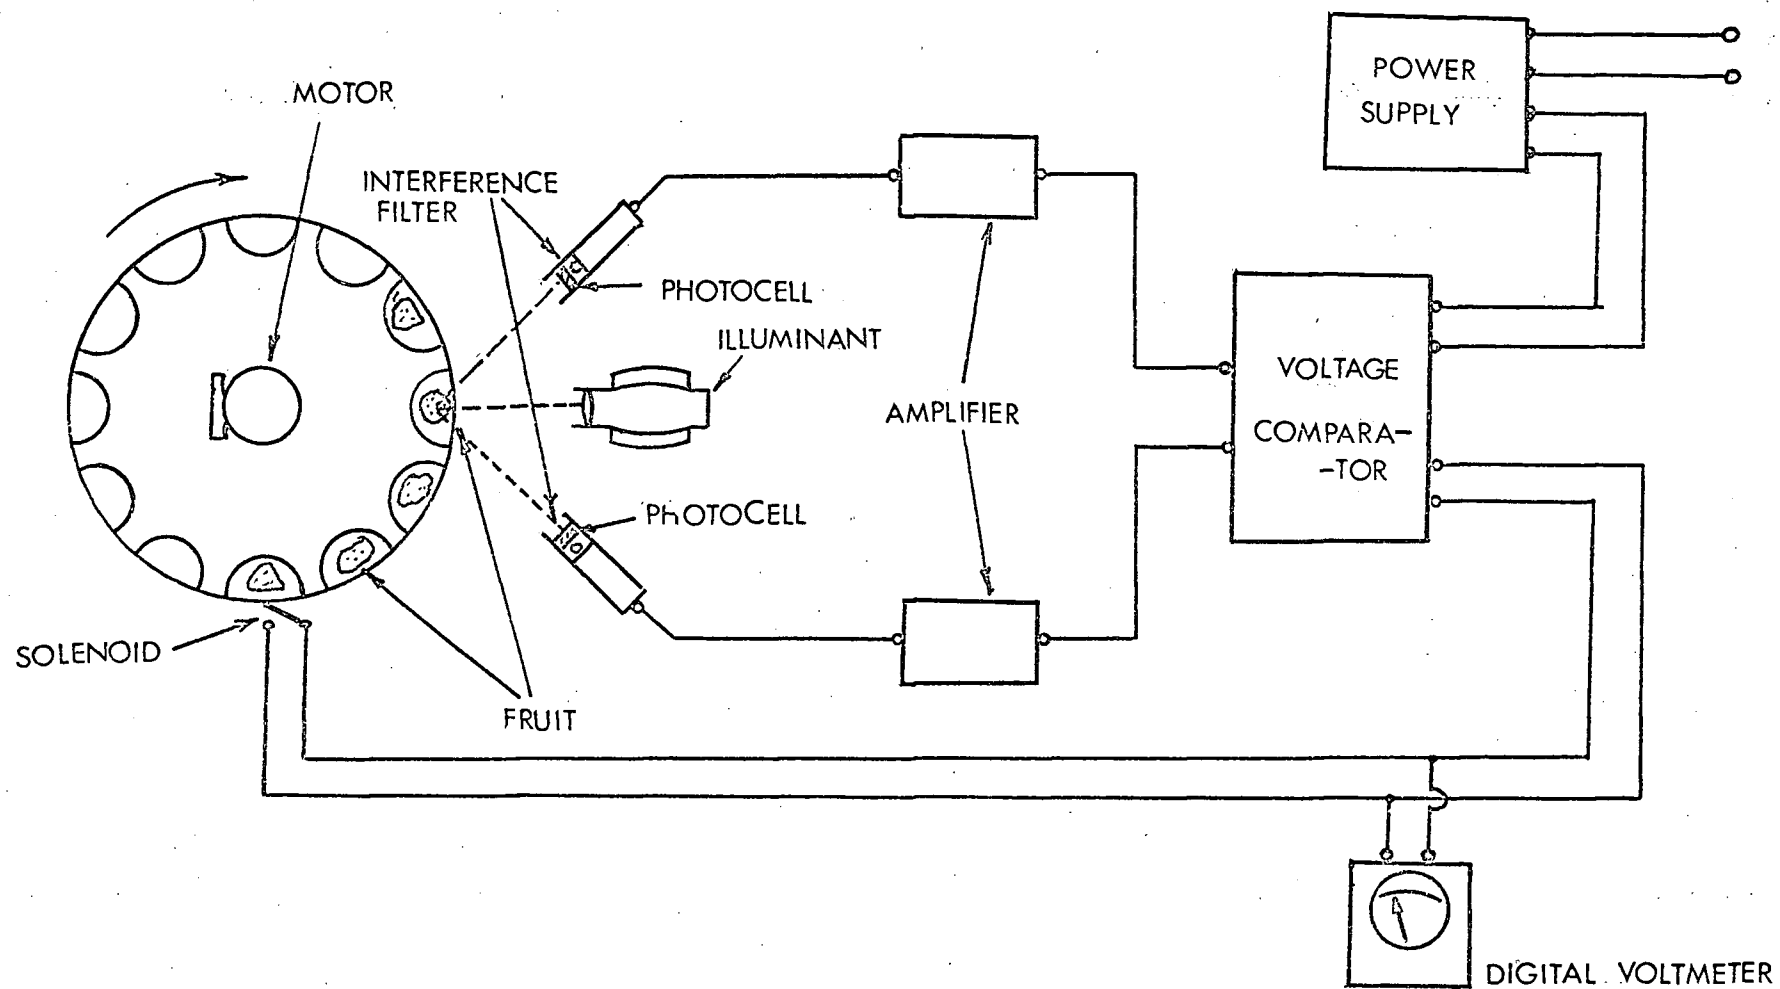 POWER
SUPPLY
MOTOR
INTERFERENCE
FILTER
PHOTOCELL
ILLUMINANT
VOLTAGE
COMPARA-
-TOR
AMPLIFIER
PhOTOCELL
SOLENOID
FRUIT
DIGITAL VOLTMETER